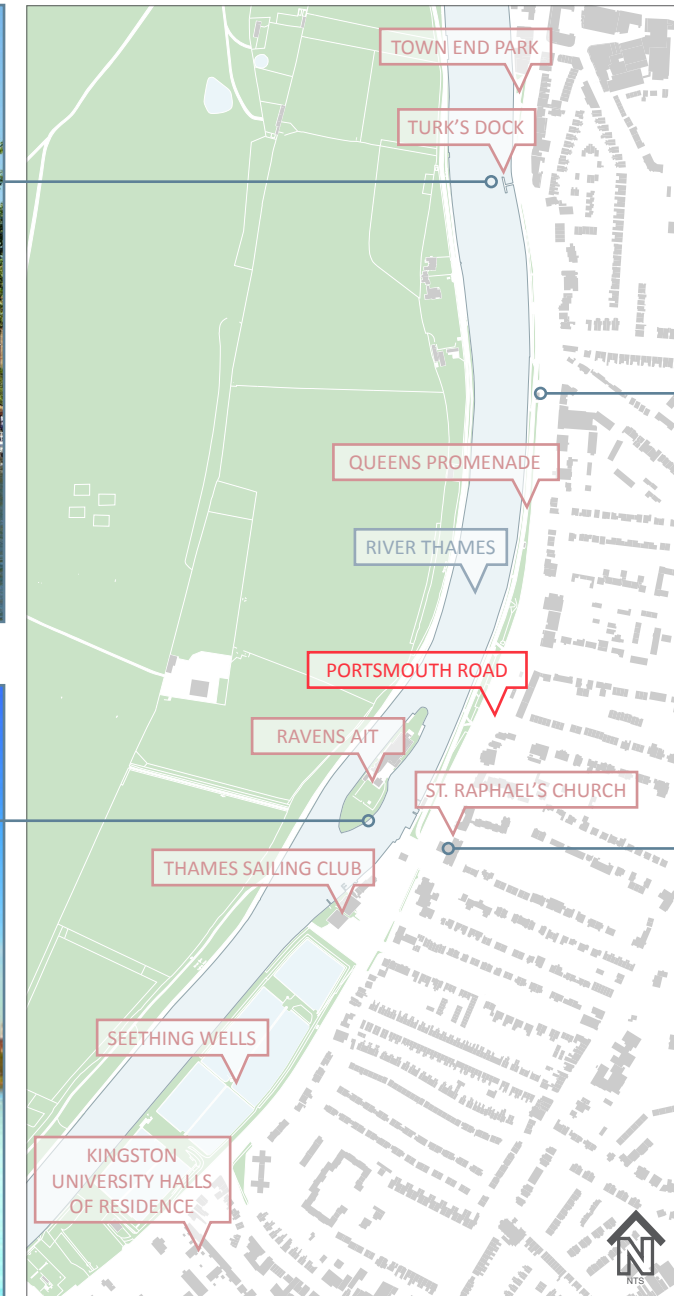 TOWN END PARK
TURK'S DOCK
QUEENS PROMENADE
RIVER THAMES
PORTSMOUTH ROAD
RAVENS AIT
ST. RAPHAEL'S CHURCH
THAMES SAILING CLUB
SEETHING WELLS
KINGSTON
UNIVERSITY HALLS
OF RESIDENCE
N
NTS